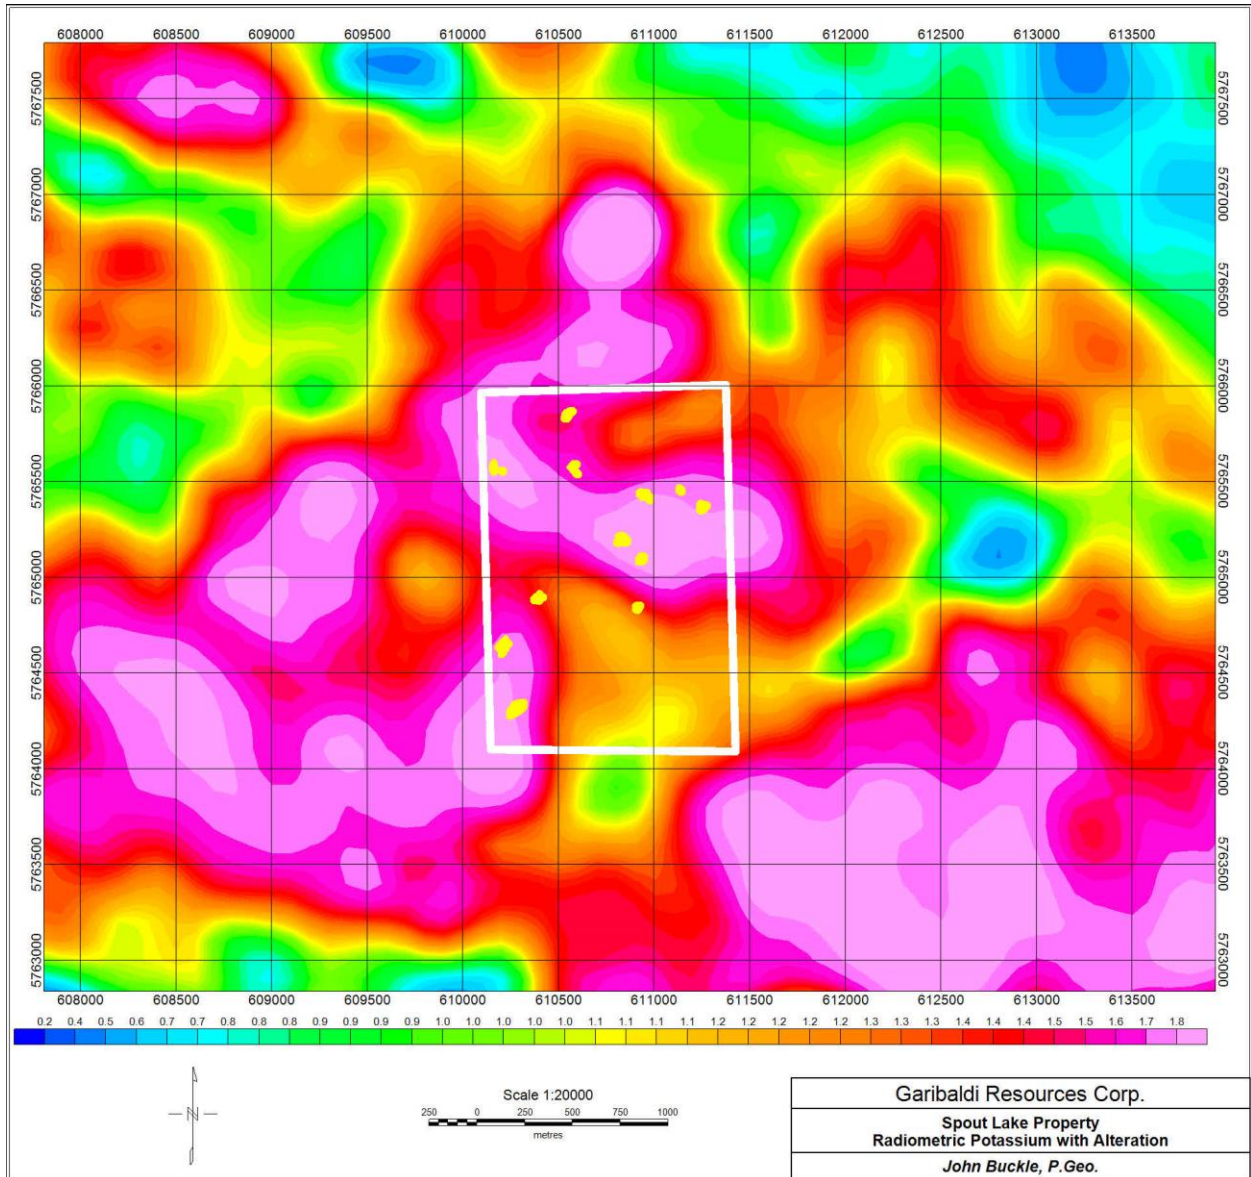 608000 608500 609000 609500 610000 610500 611000 611500 612000 612500 613000 613500
5767500 5767500
5767000 5767000
5766500 5766500
5766000 5766000
5765500 5765500
5765000 5765000
5764500 5764500
5764000 5764000
5763500 5763500
5763000 5763000
608000 608500 609000 609500 610000 610500 611000 611500 612000 612500 613000 613500
0.2 0.4 0.5 0.6 0.7 0.7 0.8 0.8 0.9 0.9 0.9 0.9 0.9 1.0 1.0 1.0 1.0 1.1 1.1 1.1 1.1 1.2 1.2 1.2 1.2 1.3 1.3 1.4 1.4 1.5 1.5 1.6 1.7 1.8
N
Scale 1:20000
250 0 250 500 750 1000
metres
Garibaldi Resources Corp.
Spout Lake Property
Radiometric Potassium with Alteration
John Buckle, P.Geo.